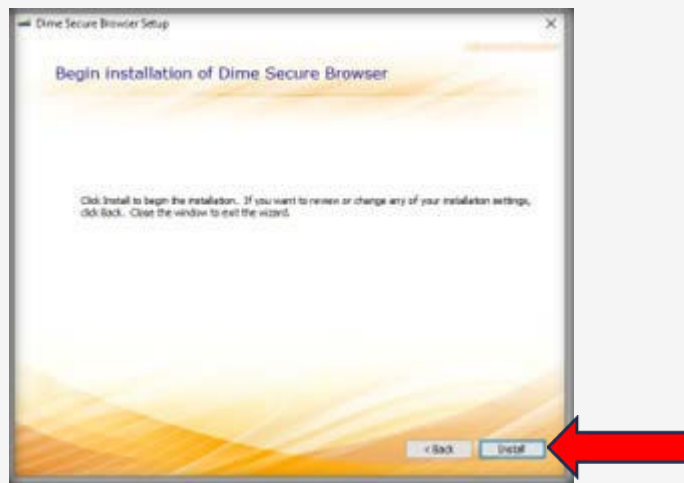 Dime Secure Browser Setup
Begin installation of Dime Secure Browser
Click Install to begin the installation. If you want to review or change any of your installation settings,
click Back. Close the window to exit the wizard.
< Back
Install